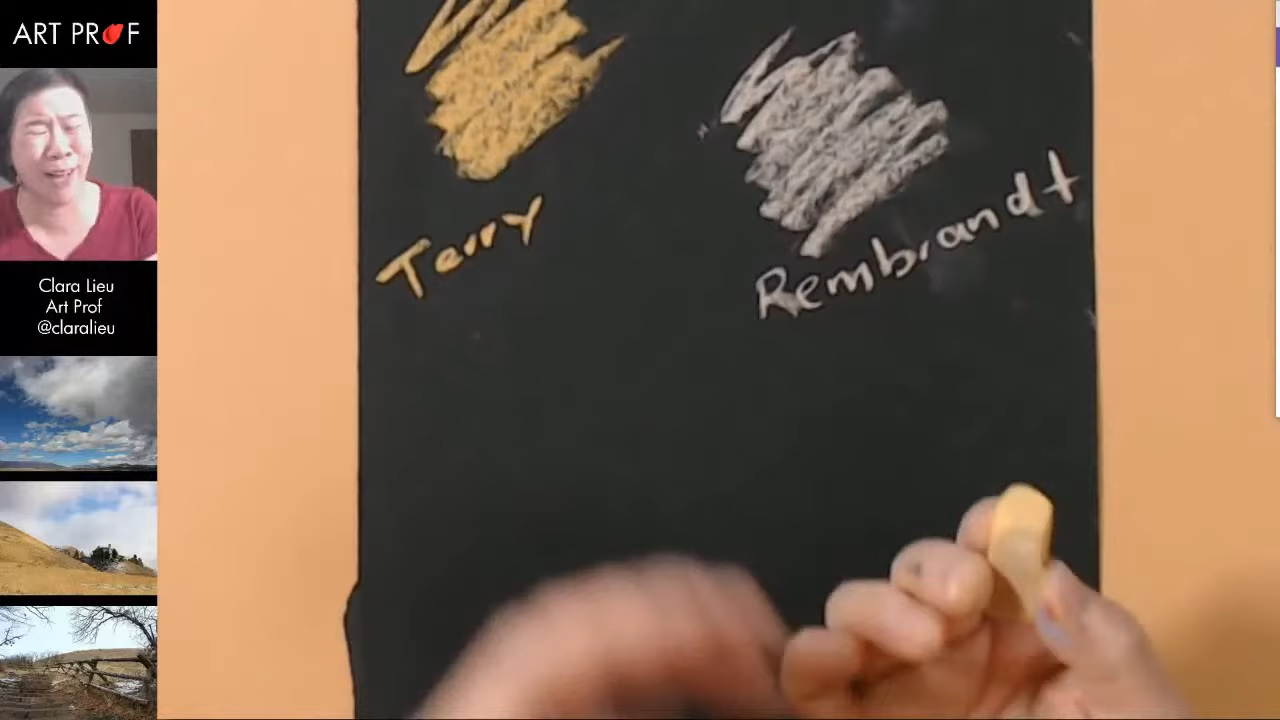 ART PROF
Clara Lieu
Art Prof
@claralieu
Terry
Rembrandt